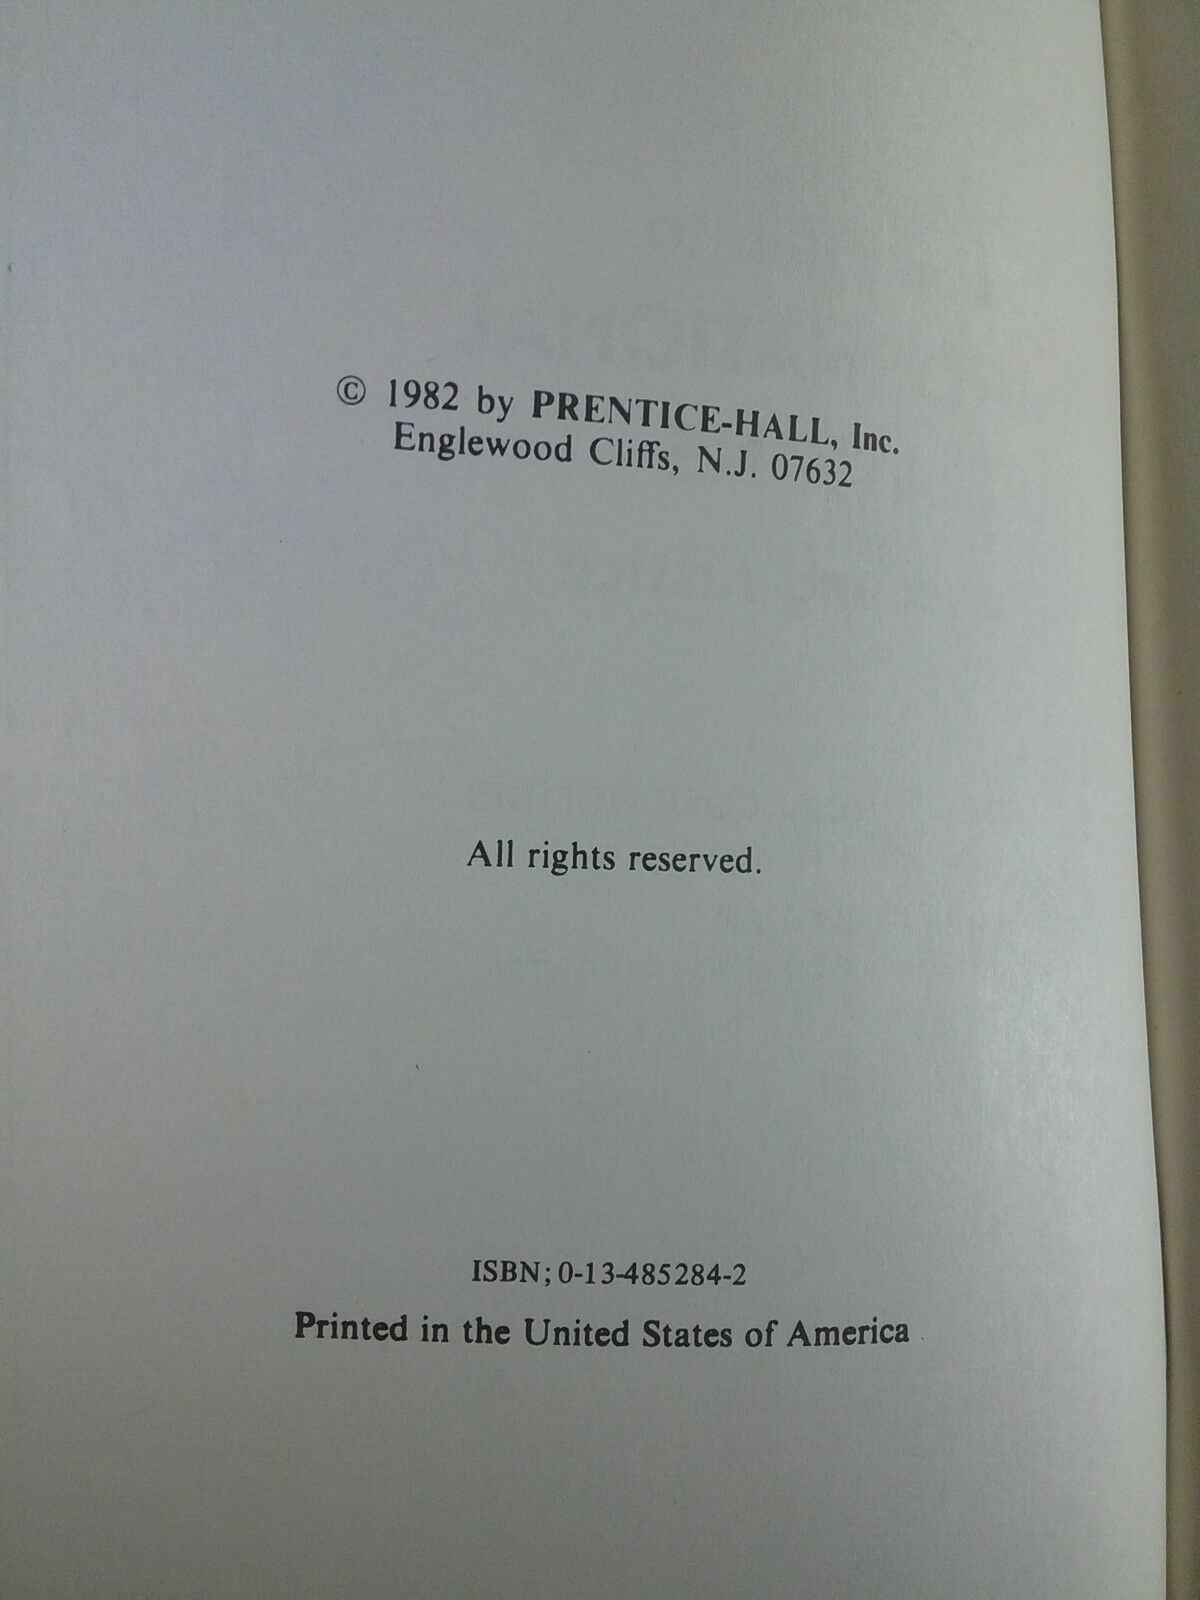 © 1982 by PRENTICE-HALL, Inc.
Englewood Cliffs, N.J. 07632
All rights reserved.
ISBN; 0-13-485284-2
Printed in the United States of America